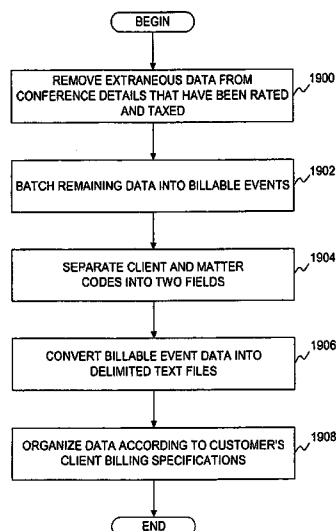 BEGIN
REMOVE EXTRANEOUS DATA FROM
CONFERENCE DETAILS THAT HAVE BEEN RATED
AND TAXED
1900
BATCH REMAINING DATA INTO BILLABLE EVENTS
1902
SEPARATE CLIENT AND MATTER
CODES INTO TWO FIELDS
1904
CONVERT BILLABLE EVENT DATA INTO
DELIMITED TEXT FILES
1906
ORGANIZE DATA ACCORDING TO CUSTOMER'S
CLIENT BILLING SPECIFICATIONS
1908
END